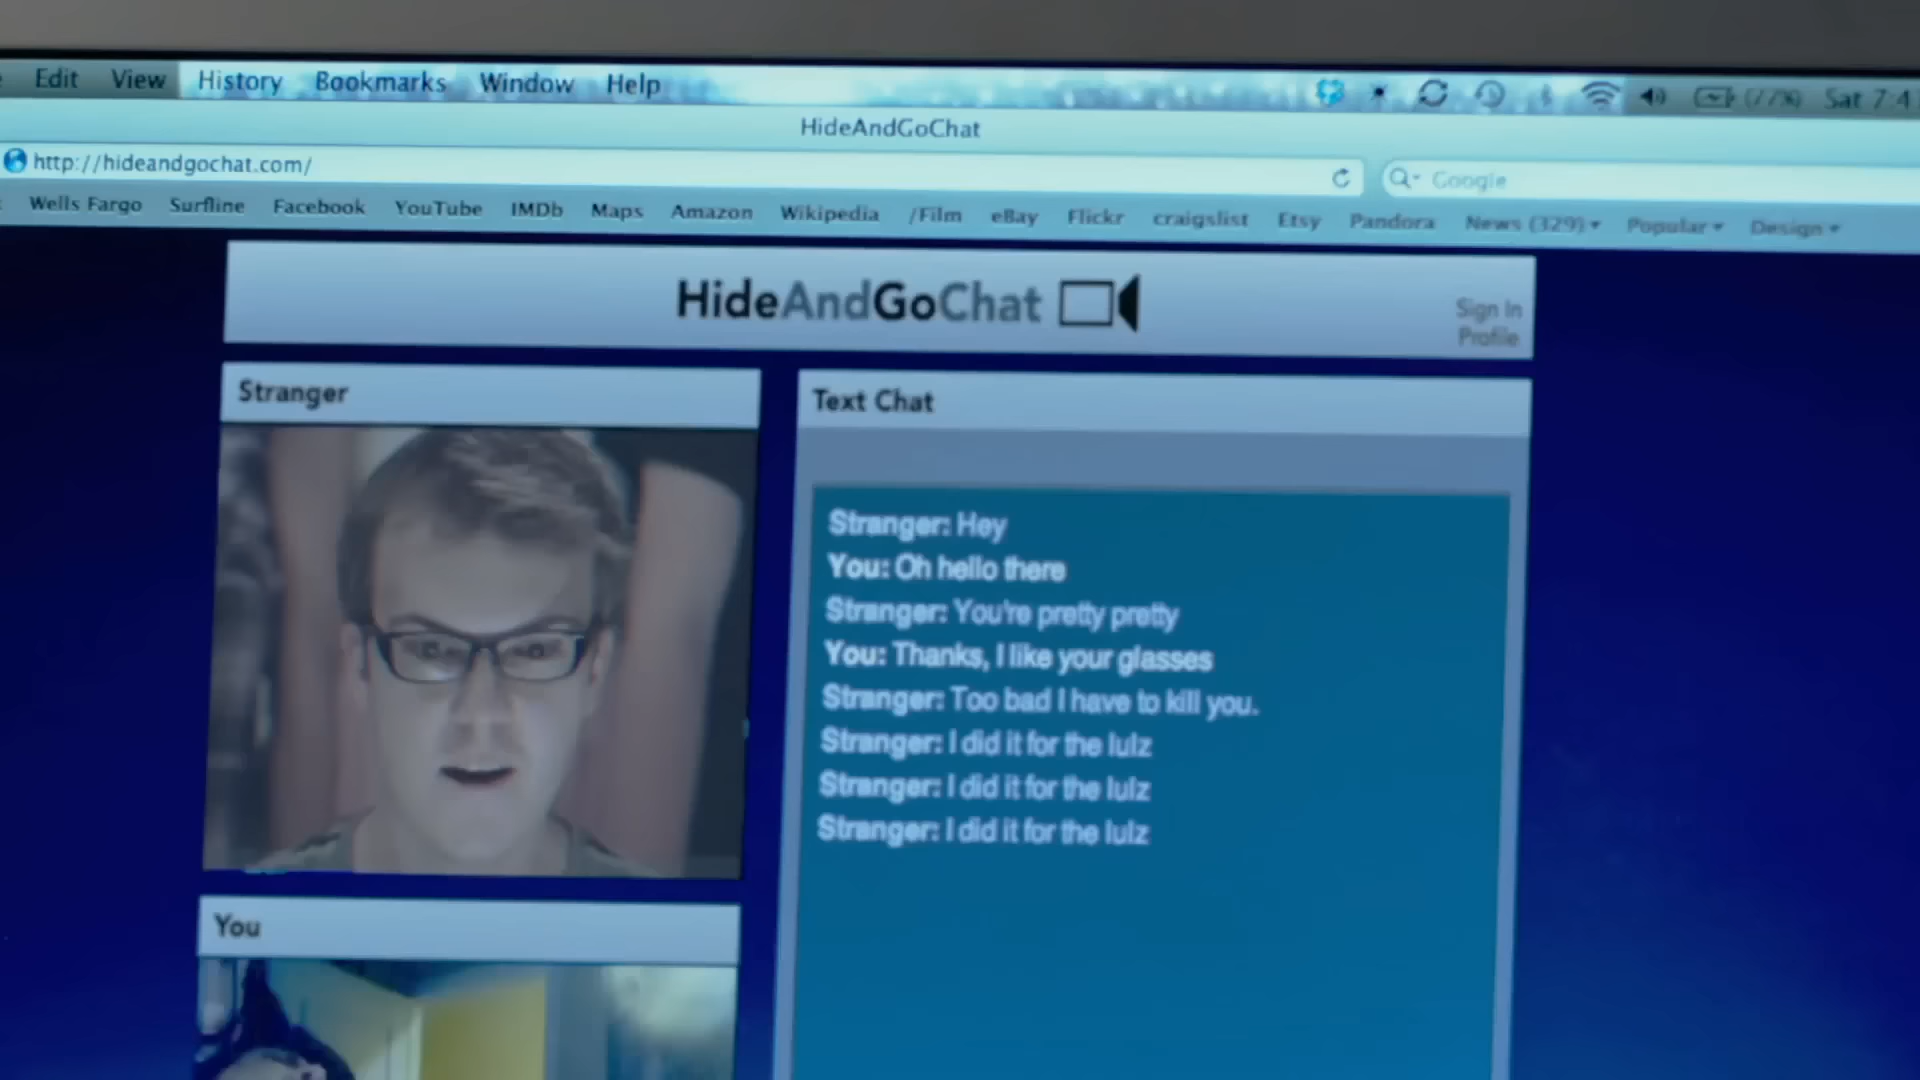 Edit View History Bookmarks Window Help Sat 7:4
HideAndGoChat
http://hideandgochat.com/ Google
Wells Fargo Surfline Facebook YouTube IMDb Maps Amazon Wikipedia /Film eBay Flickr craigslist Etsy Pandora News (329) Popular Design
HideAndGoChat
Sign In
Profile
Stranger
Text Chat
Stranger: Hey
You: Oh hello there
Stranger: You're pretty pretty
You: Thanks, I like your glasses
Stranger: Too bad I have to kill you.
Stranger: I did it for the lulz
Stranger: I did it for the lulz
Stranger: I did it for the lulz
You